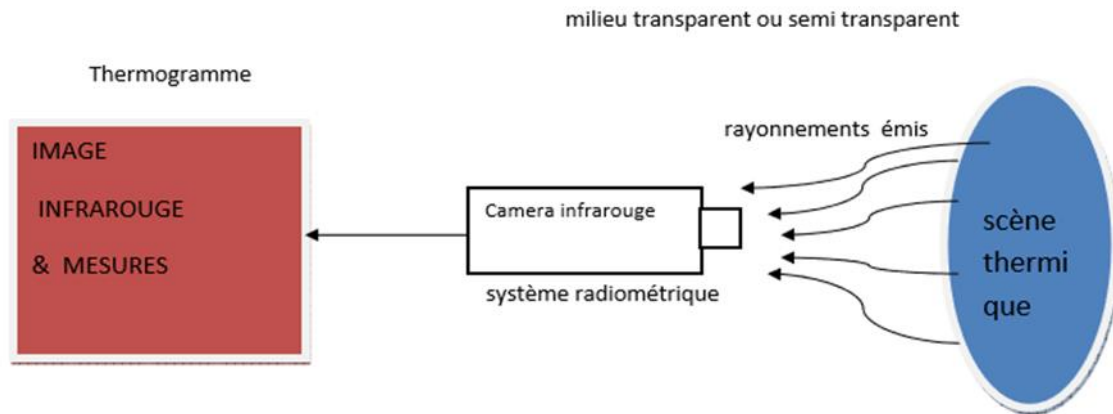 milieu transparent ou semi transparent
Thermogramme
IMAGE
INFRAROUGE
& MESURES
Camera infrarouge
système radiométrique
rayonnements émis
scène
thermi
que